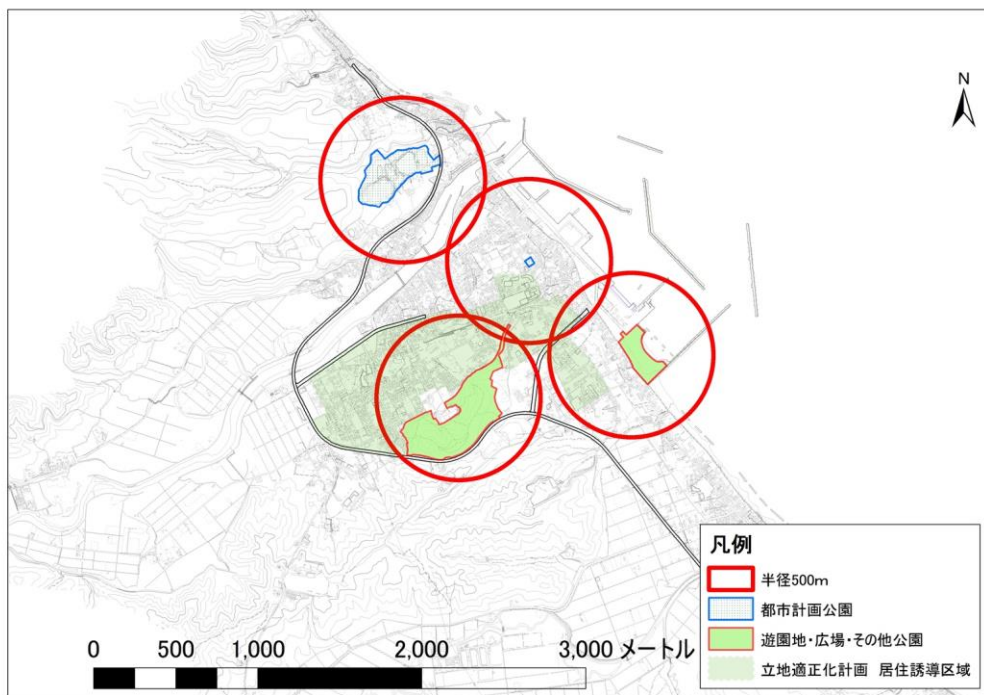 N
凡例
半径500m
都市計画公園
遊園地・広場・その他公園
立地適正化計画 居住誘導区域
0 500 1,000 2,000 3,000 メートル